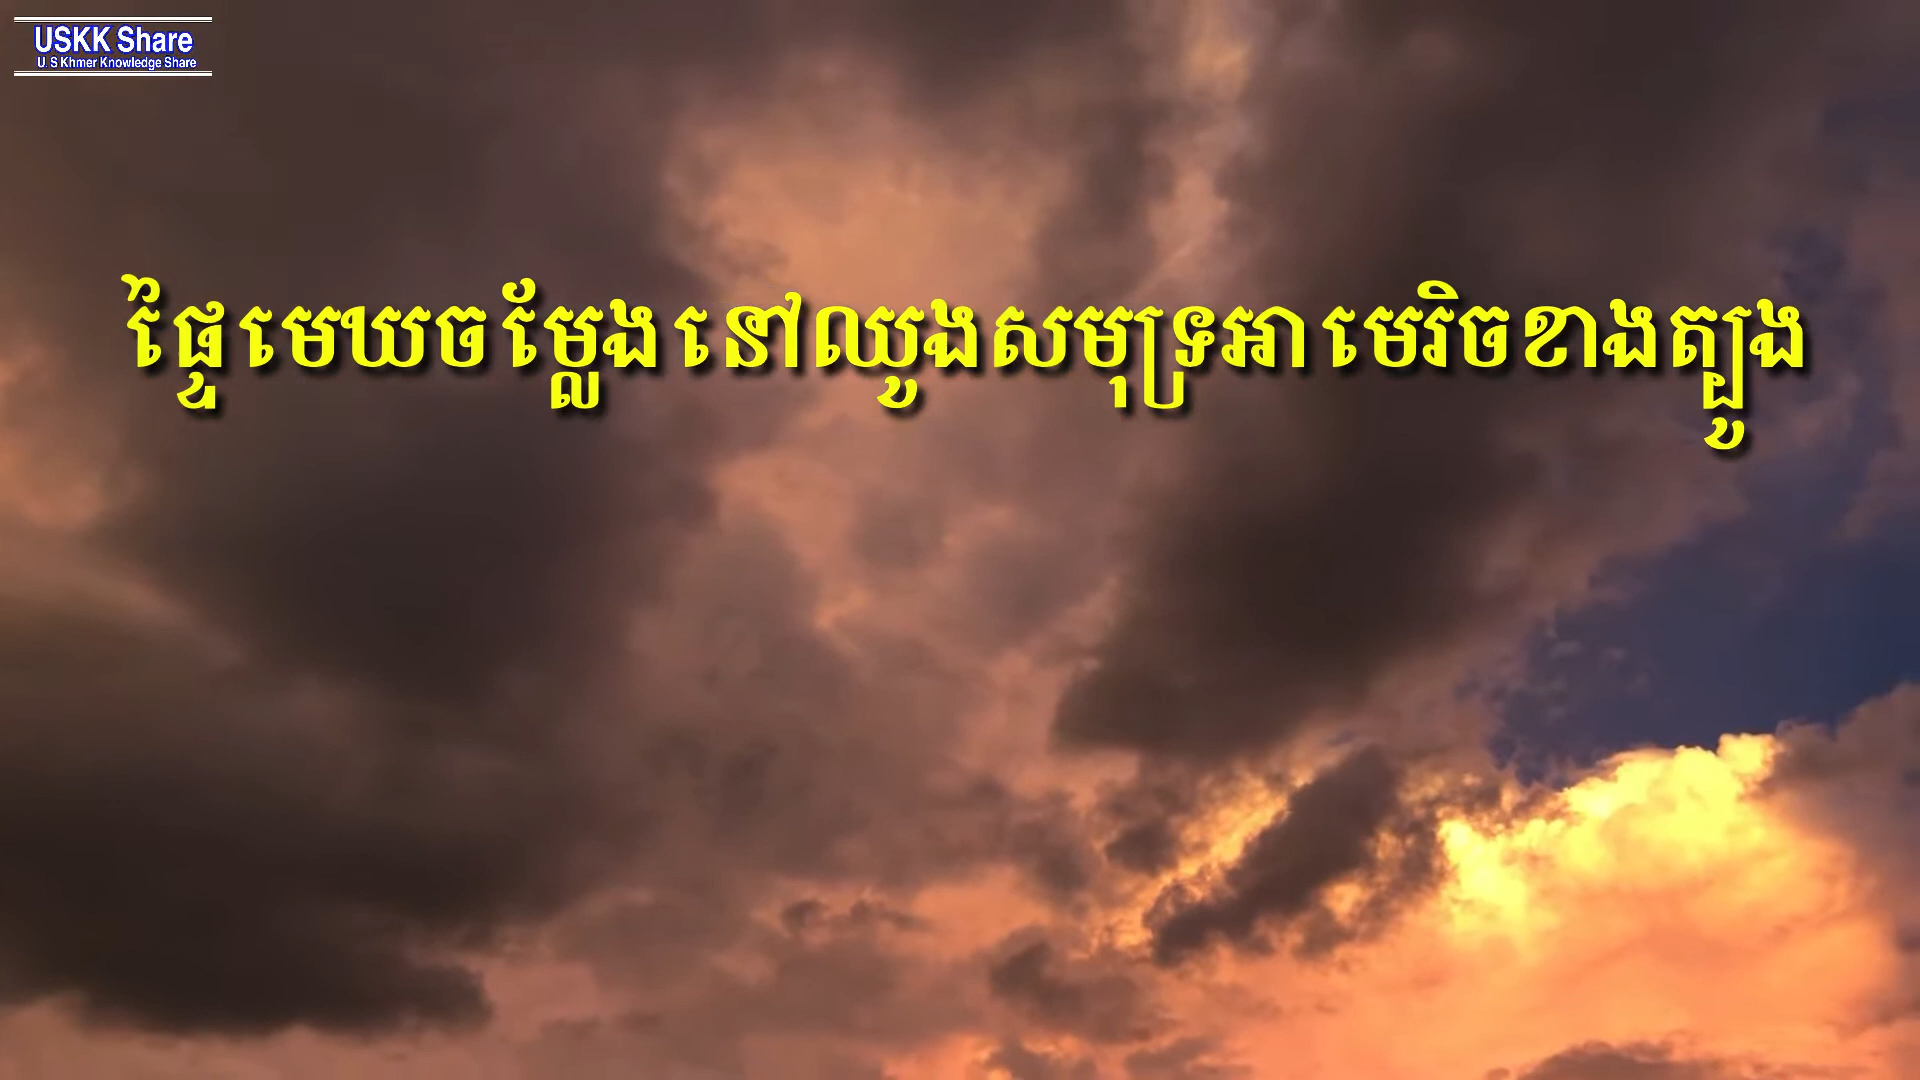 USKK Share
U. S Khmer Knowledge Share
ផ្ទៃមេឃចម្លែងនៅឈូងសមុទ្រអាមេរិចខាងត្បូង